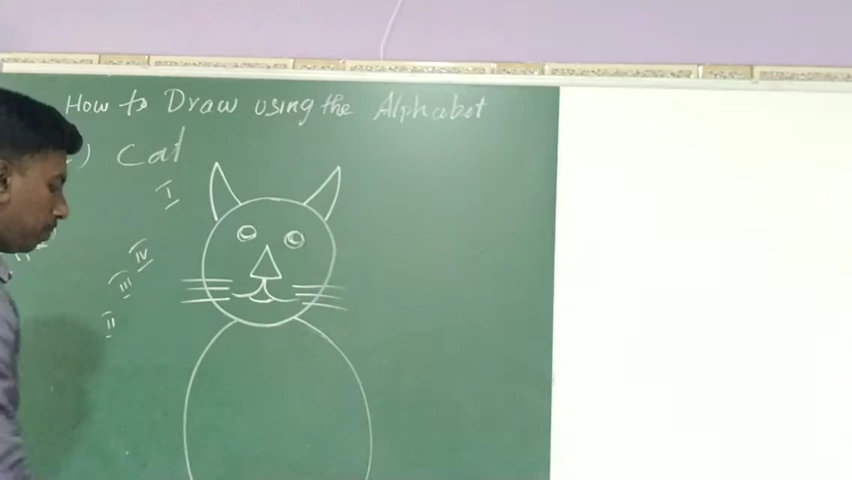 How to Draw using the Alphabet
) Cat
I
IV
III
II